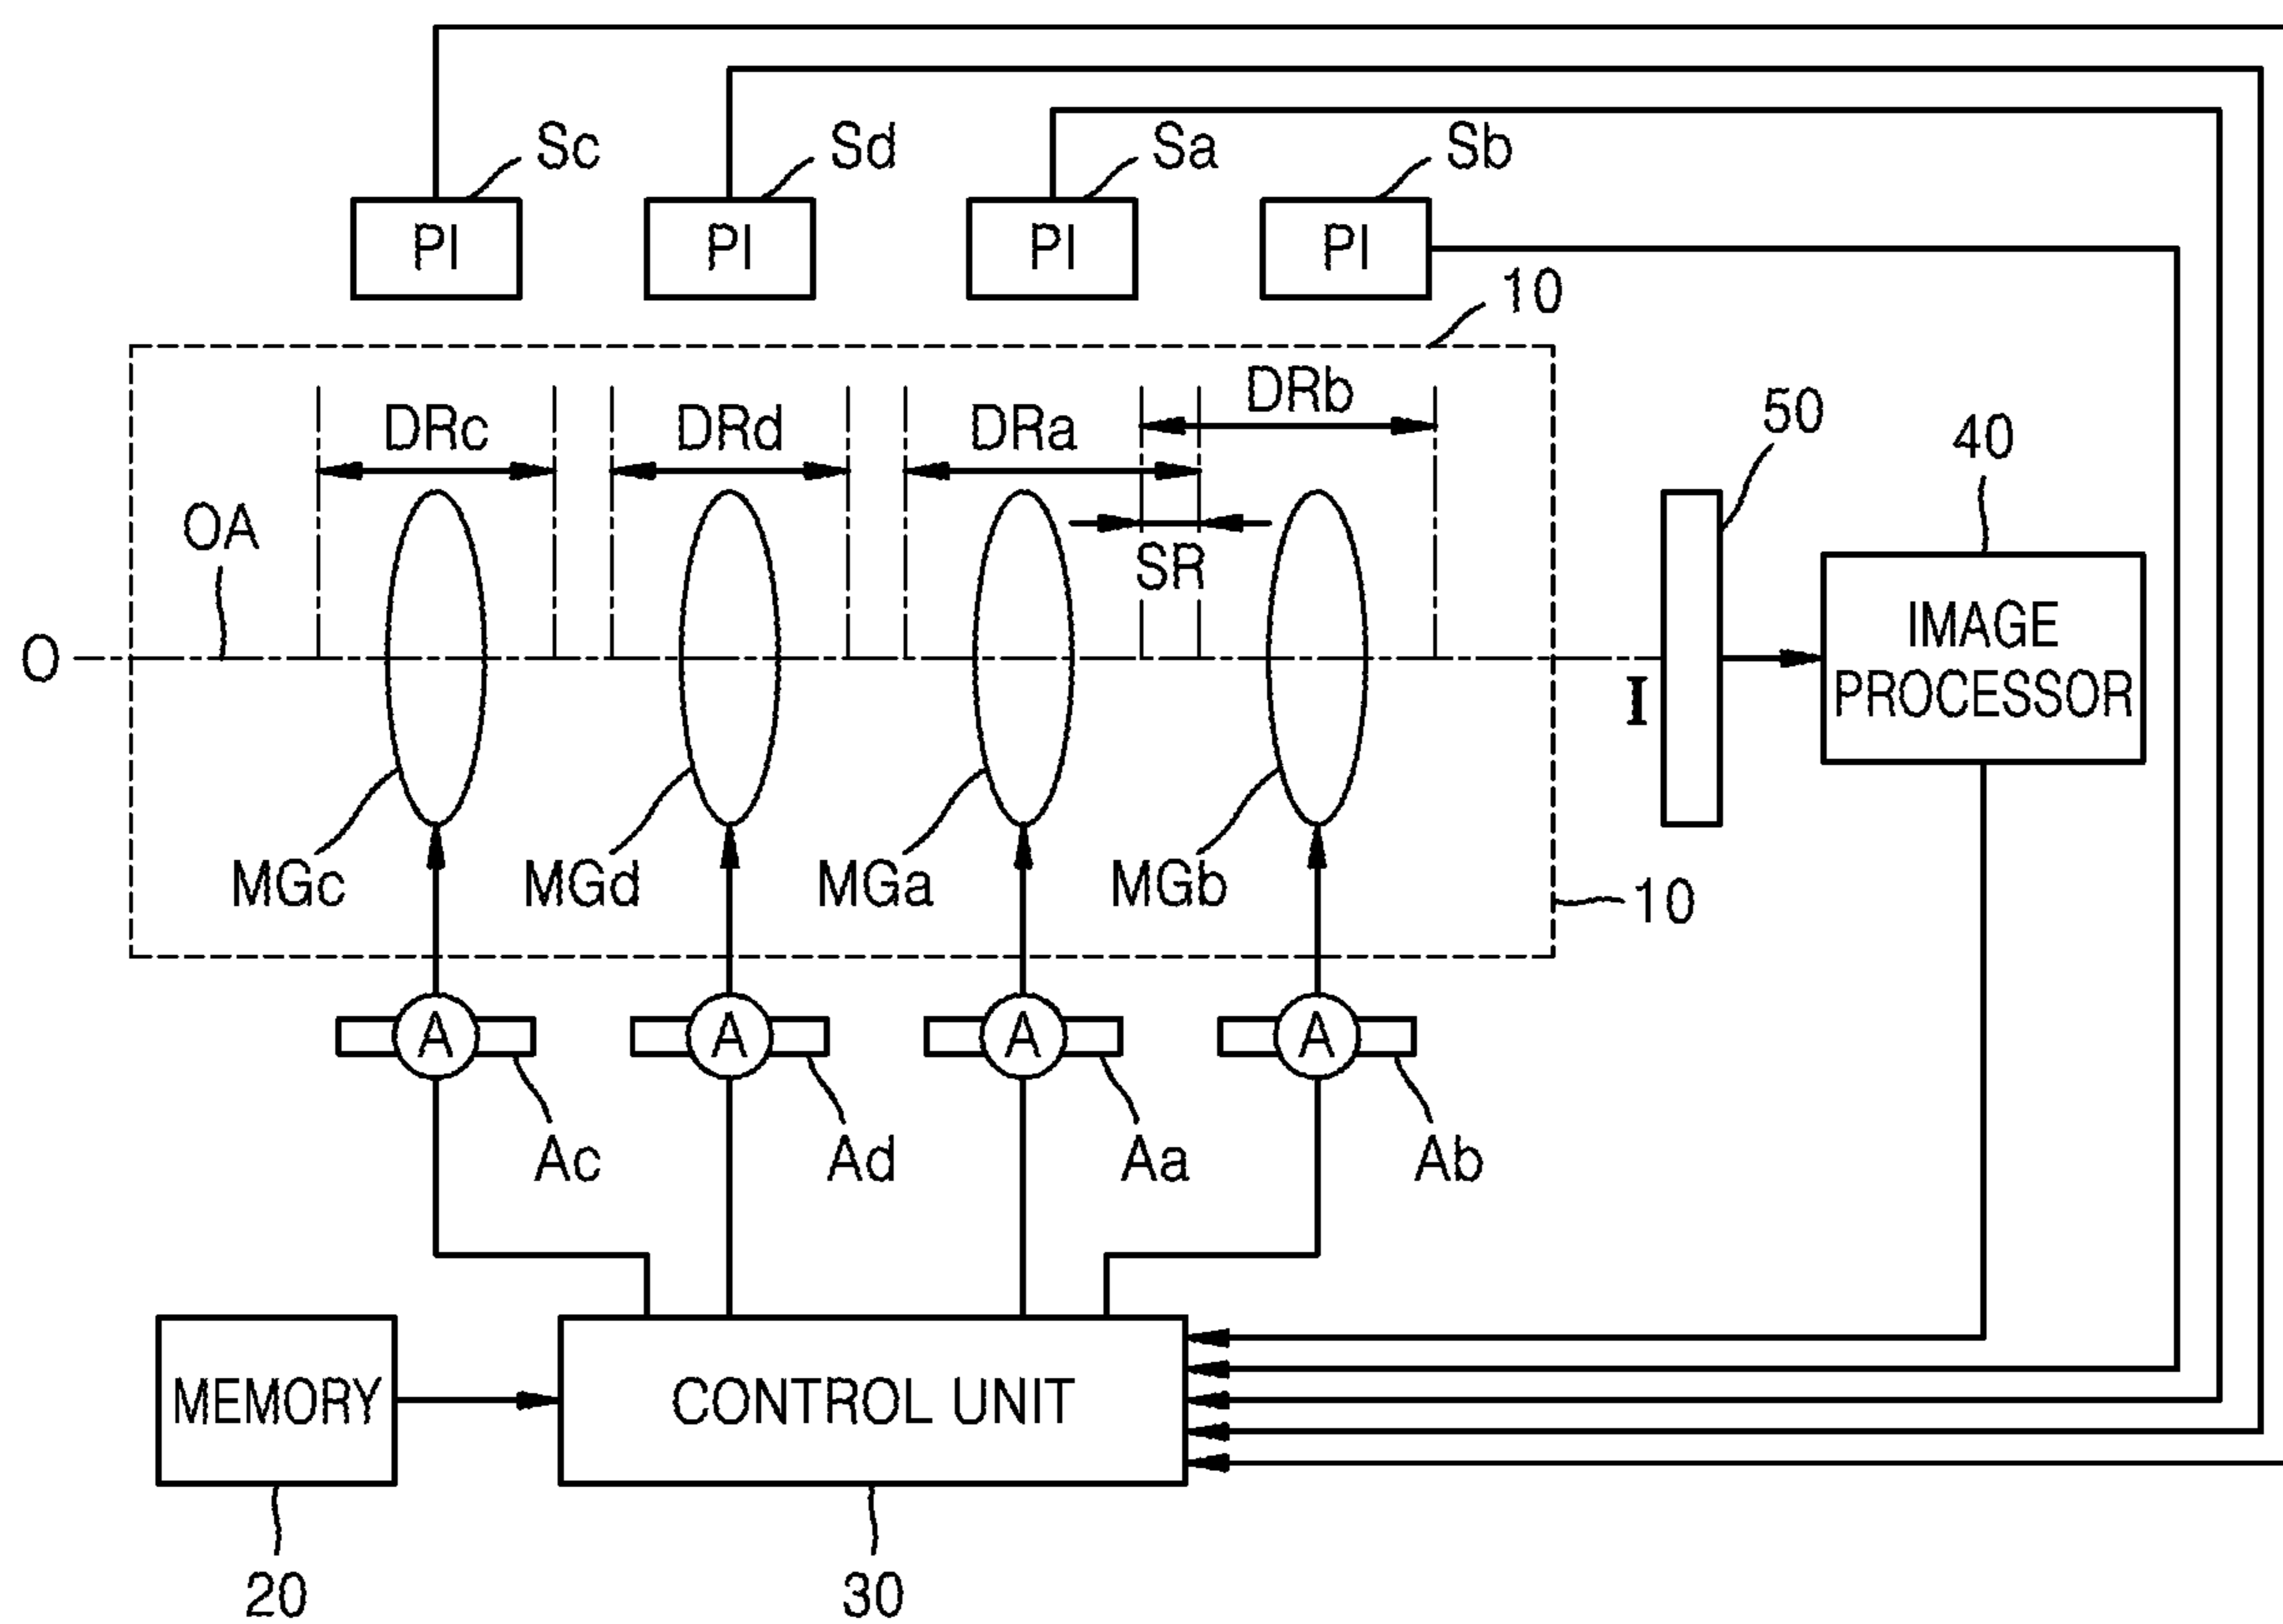 Sc Sd Sa Sb
PI PI PI PI
10
DRc DRd DRa DRb
50
40
OA
SR
O
I
IMAGE
PROCESSOR
MGc MGd MGa MGb
10
A A A A
Ac Ad Aa Ab
MEMORY
CONTROL UNIT
20
30